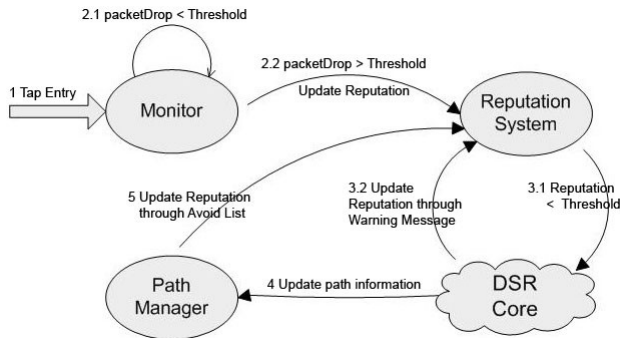 2.1 packetDrop < Threshold
2.2 packetDrop > Threshold
Update Reputation
1 Tap Entry
Monitor
Reputation
System
5 Update Reputation
through Avoid List
3.2 Update
Reputation through
Warning Message
3.1 Reputation
< Threshold
Path
Manager
4 Update path information
DSR
Core